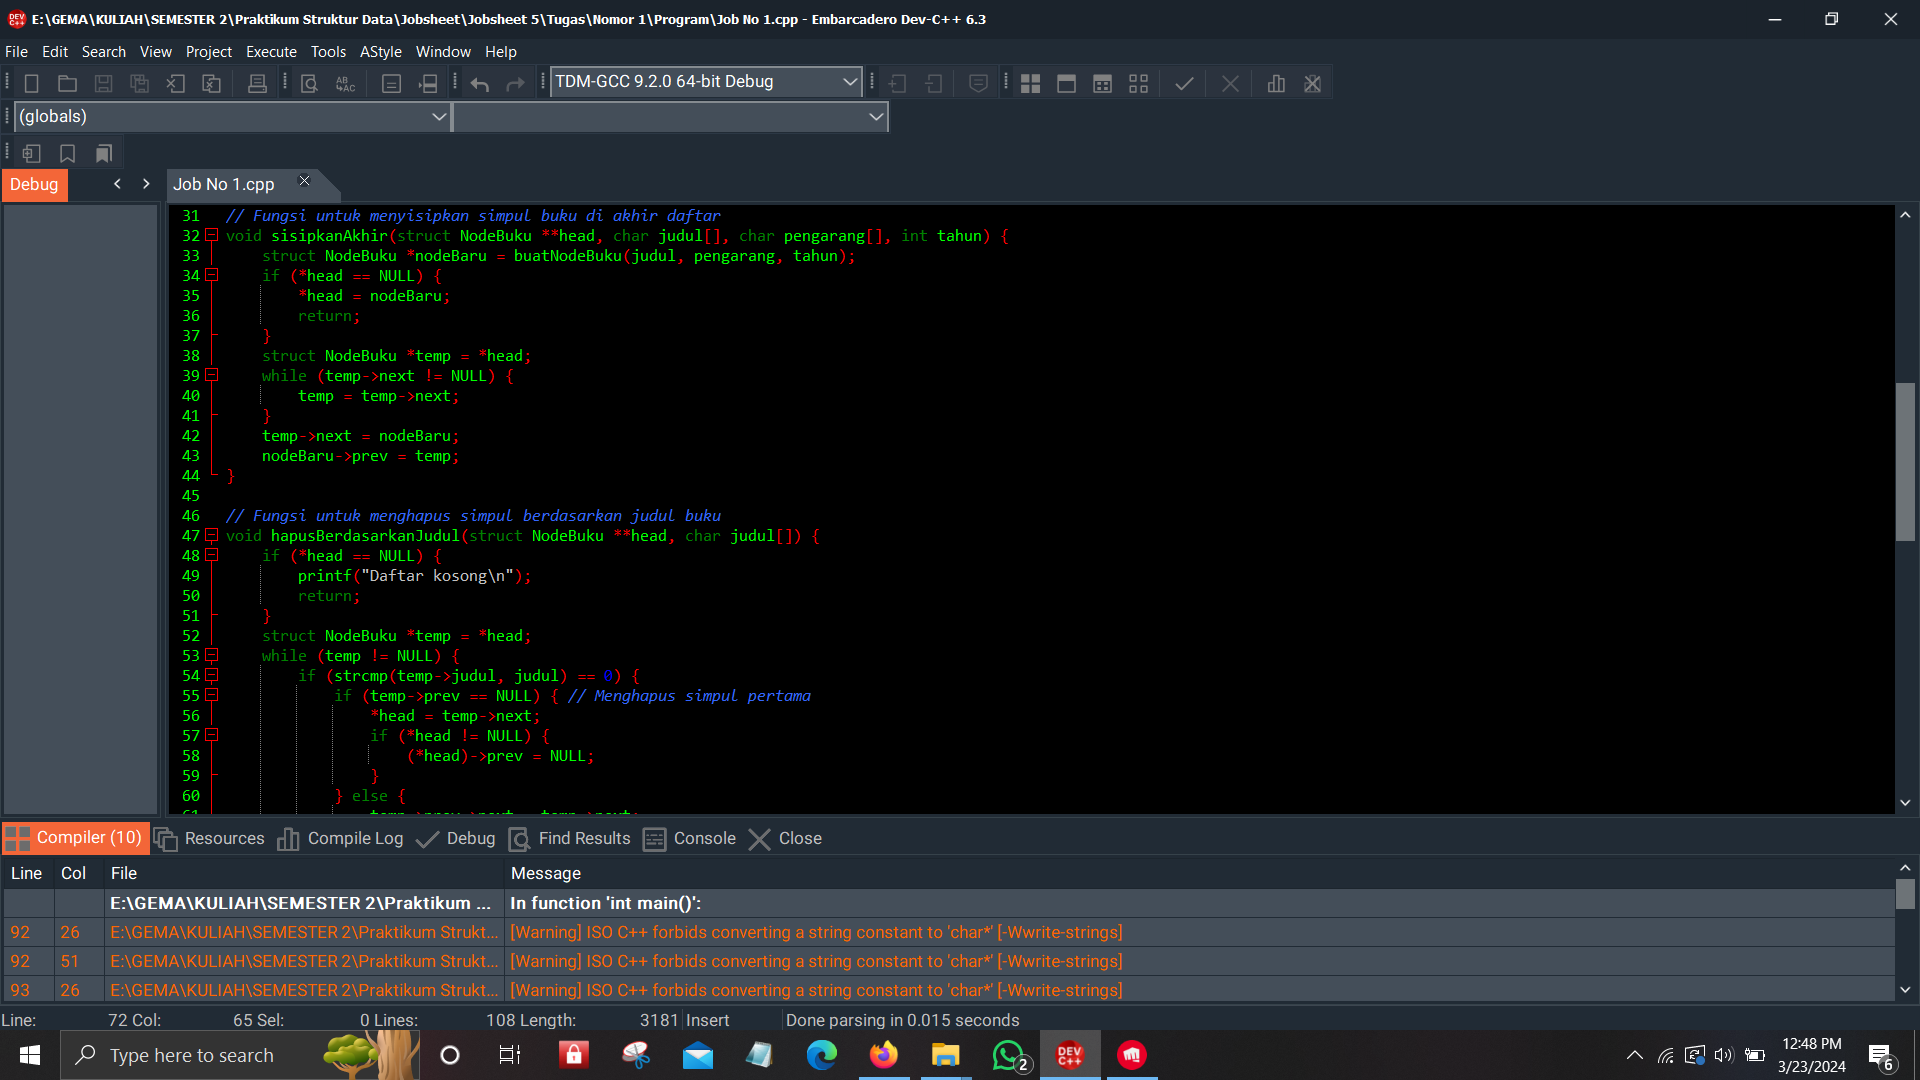 E:\GEMA\KULIAH\SEMESTER 2\Praktikum Struktur Data\Jobsheet\Jobsheet 5\Tugas\Nomor 1\Program\Job No 1.cpp - Embarcadero Dev-C++ 6.3
File Edit Search View Project Execute Tools AStyle Window Help
TDM-GCC 9.2.0 64-bit Debug
(globals)
Debug
Job No 1.cpp
31 // Fungsi untuk menyisipkan simpul buku di akhir daftar
32 void sisipkanAkhir(struct NodeBuku **head, char judul[], char pengarang[], int tahun) {
33 struct NodeBuku *nodeBaru = buatNodeBuku(judul, pengarang, tahun);
34 if (*head == NULL) {
35 *head = nodeBaru;
36 return;
37 }
38 struct NodeBuku *temp = *head;
39 while (temp->next != NULL) {
40 temp = temp->next;
41 }
42 temp->next = nodeBaru;
43 nodeBaru->prev = temp;
44 }
45
46 // Fungsi untuk menghapus simpul berdasarkan judul buku
47 void hapusBerdasarkanJudul(struct NodeBuku **head, char judul[]) {
48 if (*head == NULL) {
49 printf("Daftar kosong\n");
50 return;
51 }
52 struct NodeBuku *temp = *head;
53 while (temp != NULL) {
54 if (strcmp(temp->judul, judul) == 0) {
55 if (temp->prev == NULL) { // Menghapus simpul pertama
56 *head = temp->next;
57 if (*head != NULL) {
58 (*head)->prev = NULL;
59 }
60 } else {
Compiler (10) Resources Compile Log Debug Find Results Console Close
Line Col File Message
E:\GEMA\KULIAH\SEMESTER 2\Praktikum ... In function 'int main()':
92 26 E:\GEMA\KULIAH\SEMESTER 2\Praktikum Strukt... [Warning] ISO C++ forbids converting a string constant to 'char*' [-Wwrite-strings]
92 51 E:\GEMA\KULIAH\SEMESTER 2\Praktikum Strukt... [Warning] ISO C++ forbids converting a string constant to 'char*' [-Wwrite-strings]
93 26 E:\GEMA\KULIAH\SEMESTER 2\Praktikum Strukt... [Warning] ISO C++ forbids converting a string constant to 'char*' [-Wwrite-strings]
Line: 72 Col: 65 Sel: 0 Lines: 108 Length: 3181 Insert Done parsing in 0.015 seconds
Type here to search
2
DEV C++
12:48 PM
3/23/2024
6